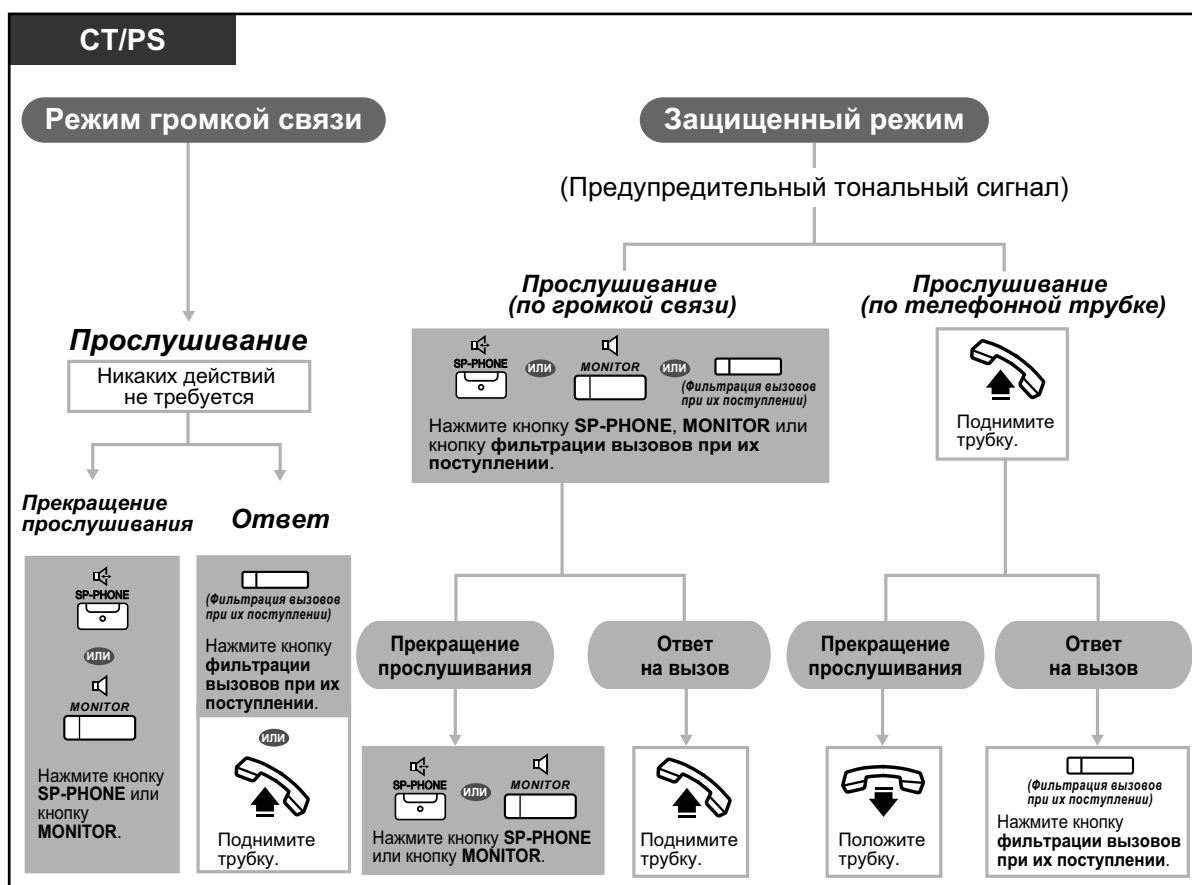 CT/PS
Режим громкой связи
Прослушивание
Никаких действий
не требуется
Прекращение
прослушивания
SP-PHONE
ИЛИ
MONITOR
Нажмите кнопку
SP-PHONE или
кнопку
MONITOR.
Ответ
(Фильтрация вызовов
при их поступлении)
Нажмите кнопку
фильтрации
вызовов при их
поступлении.
ИЛИ
Поднимите
трубку.
Защищенный режим
(Предупредительный тональный сигнал)
Прослушивание
(по громкой связи)
SP-PHONE
ИЛИ
MONITOR
ИЛИ
(Фильтрация вызовов
при их поступлении)
Нажмите кнопку SP-PHONE, MONITOR или
кнопку фильтрации вызовов при их
поступлении.
Прекращение
прослушивания
SP-PHONE
ИЛИ
MONITOR
Нажмите кнопку SP-PHONE
или кнопку MONITOR.
Ответ
на вызов
Поднимите
трубку.
Прослушивание
(по телефонной трубке)
Поднимите
трубку.
Прекращение
прослушивания
Положите
трубку.
Ответ
на вызов
(Фильтрация вызовов
при их поступлении)
Нажмите кнопку
фильтрации вызовов
при их поступлении.